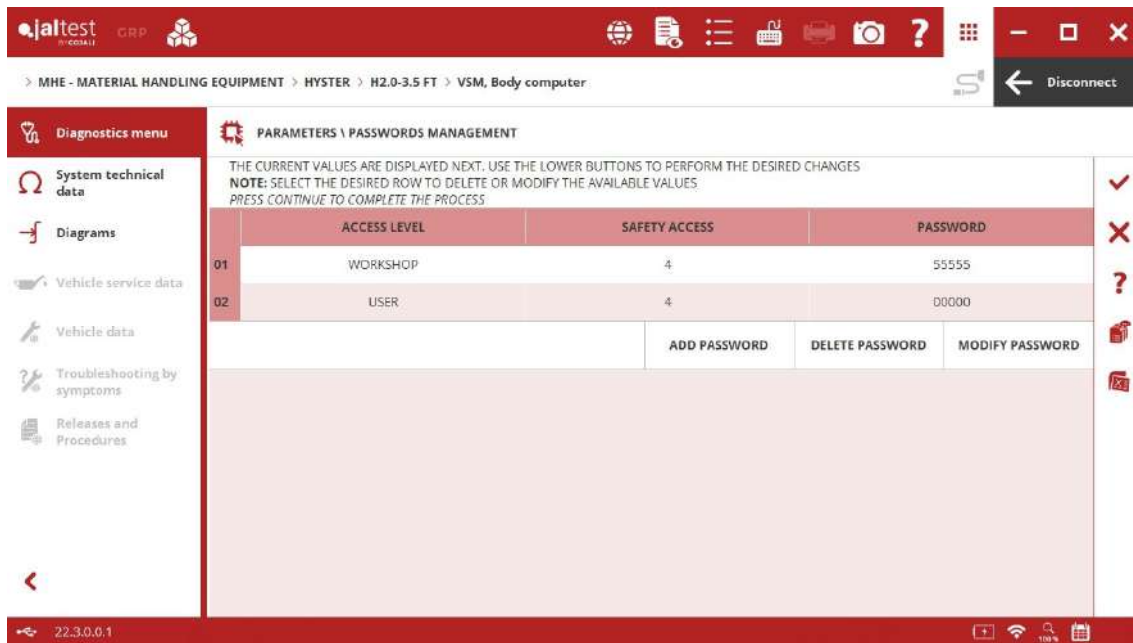 jaltest GRP
BY COJALI
> MHE - MATERIAL HANDLING EQUIPMENT > HYSTER > H2.0-3.5 FT > VSM, Body computer
Disconnect
Diagnostics menu
PARAMETERS \ PASSWORDS MANAGEMENT
System technical
data
Diagrams
Vehicle service data
Vehicle data
Troubleshooting by
symptoms
Releases and
Procedures
THE CURRENT VALUES ARE DISPLAYED NEXT. USE THE LOWER BUTTONS TO PERFORM THE DESIRED CHANGES
NOTE: SELECT THE DESIRED ROW TO DELETE OR MODIFY THE AVAILABLE VALUES
PRESS CONTINUE TO COMPLETE THE PROCESS
ACCESS LEVEL SAFETY ACCESS PASSWORD
01 WORKSHOP 4 55555
02 USER 4 00000
ADD PASSWORD DELETE PASSWORD MODIFY PASSWORD
22.3.0.0.1
100 %